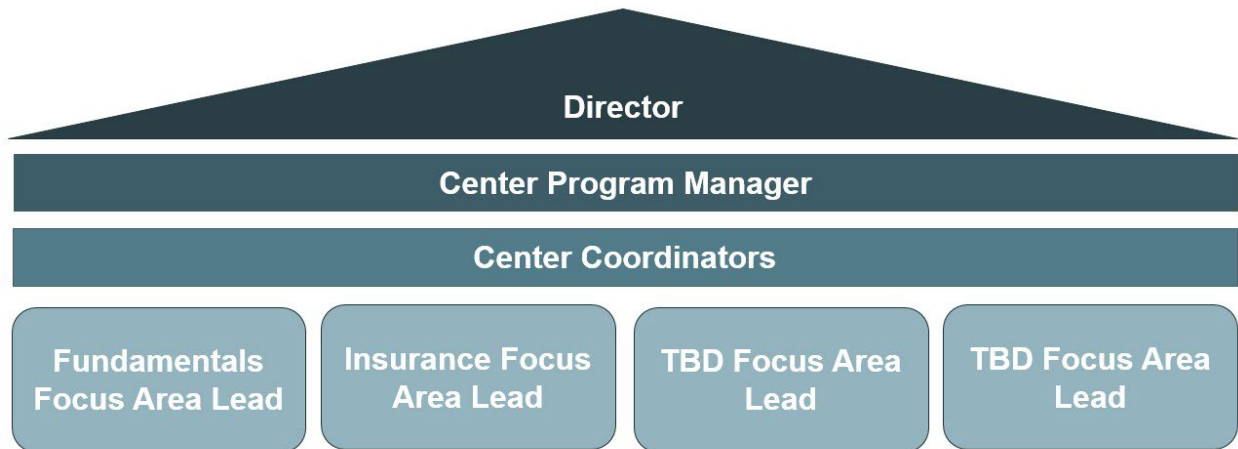 Director
Center Program Manager
Center Coordinators
Fundamentals
Focus Area Lead
Insurance Focus
Area Lead
TBD Focus Area
Lead
TBD Focus Area
Lead